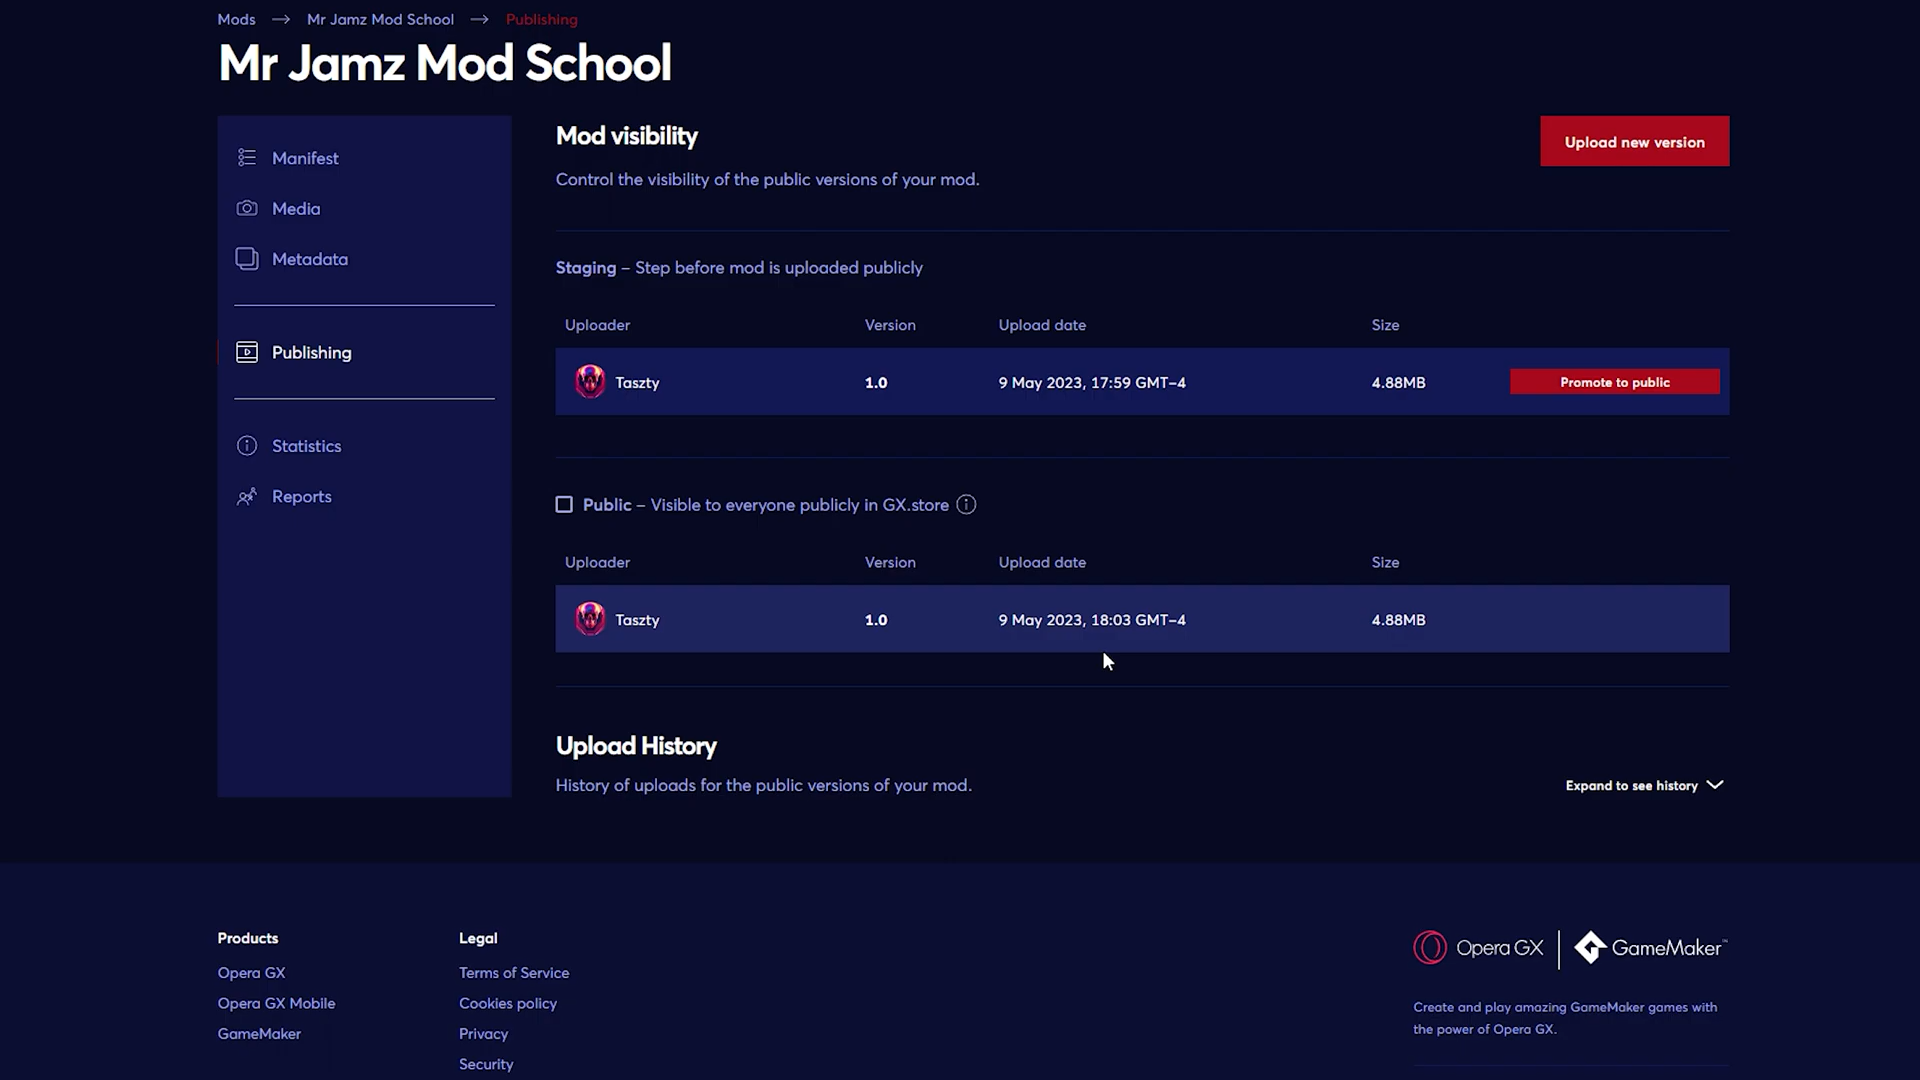 Mods → Mr Jamz Mod School → Publishing
Mr Jamz Mod School
Manifest
Media
Metadata
Publishing
Statistics
Reports
Mod visibility
Upload new version
Control the visibility of the public versions of your mod.
Staging – Step before mod is uploaded publicly
Uploader Version Upload date Size
Taszty 1.0 9 May 2023, 17:59 GMT–4 4.88MB Promote to public
Public – Visible to everyone publicly in GX.store
Uploader Version Upload date Size
Taszty 1.0 9 May 2023, 18:03 GMT–4 4.88MB
Upload History
History of uploads for the public versions of your mod.
Expand to see history
Products
Opera GX
Opera GX Mobile
GameMaker
Legal
Terms of Service
Cookies policy
Privacy
Security
Opera GX | GameMaker™
Create and play amazing GameMaker games with
the power of Opera GX.